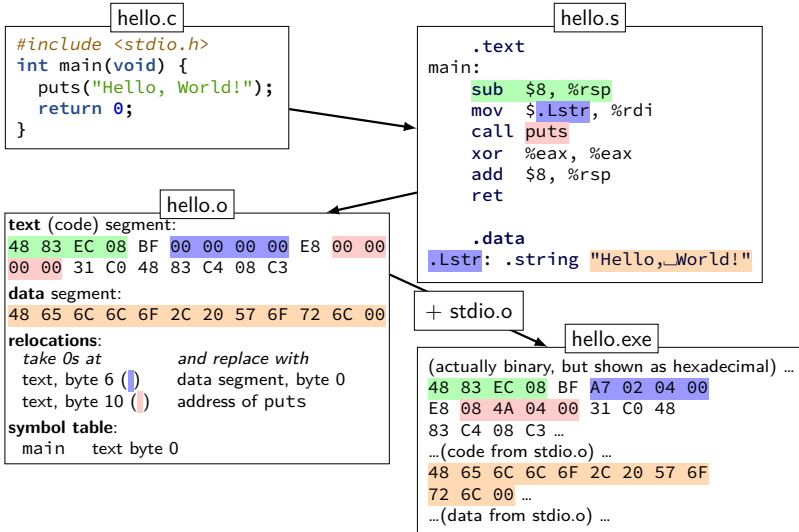 hello.c
#include <stdio.h>
int main(void) {
  puts("Hello, World!");
  return 0;
}
hello.s
.text
main:
sub $8, %rsp
mov $.Lstr, %rdi
call puts
xor %eax, %eax
add $8, %rsp
ret
.data
.Lstr: .string "Hello,␣World!"
hello.o
text (code) segment:
48 83 EC 08 BF 00 00 00 00 E8 00 00
00 00 31 C0 48 83 C4 08 C3
data segment:
48 65 6C 6C 6F 2C 20 57 6F 72 6C 00
relocations:
take 0s at and replace with
text, byte 6 ( ) data segment, byte 0
text, byte 10 ( ) address of puts
symbol table:
main text byte 0
+ stdio.o
hello.exe
(actually binary, but shown as hexadecimal) ...
48 83 EC 08 BF A7 02 04 00
E8 08 4A 04 00 31 C0 48
83 C4 08 C3 ...
...(code from stdio.o) ...
48 65 6C 6C 6F 2C 20 57 6F
72 6C 00 ...
...(data from stdio.o) ...